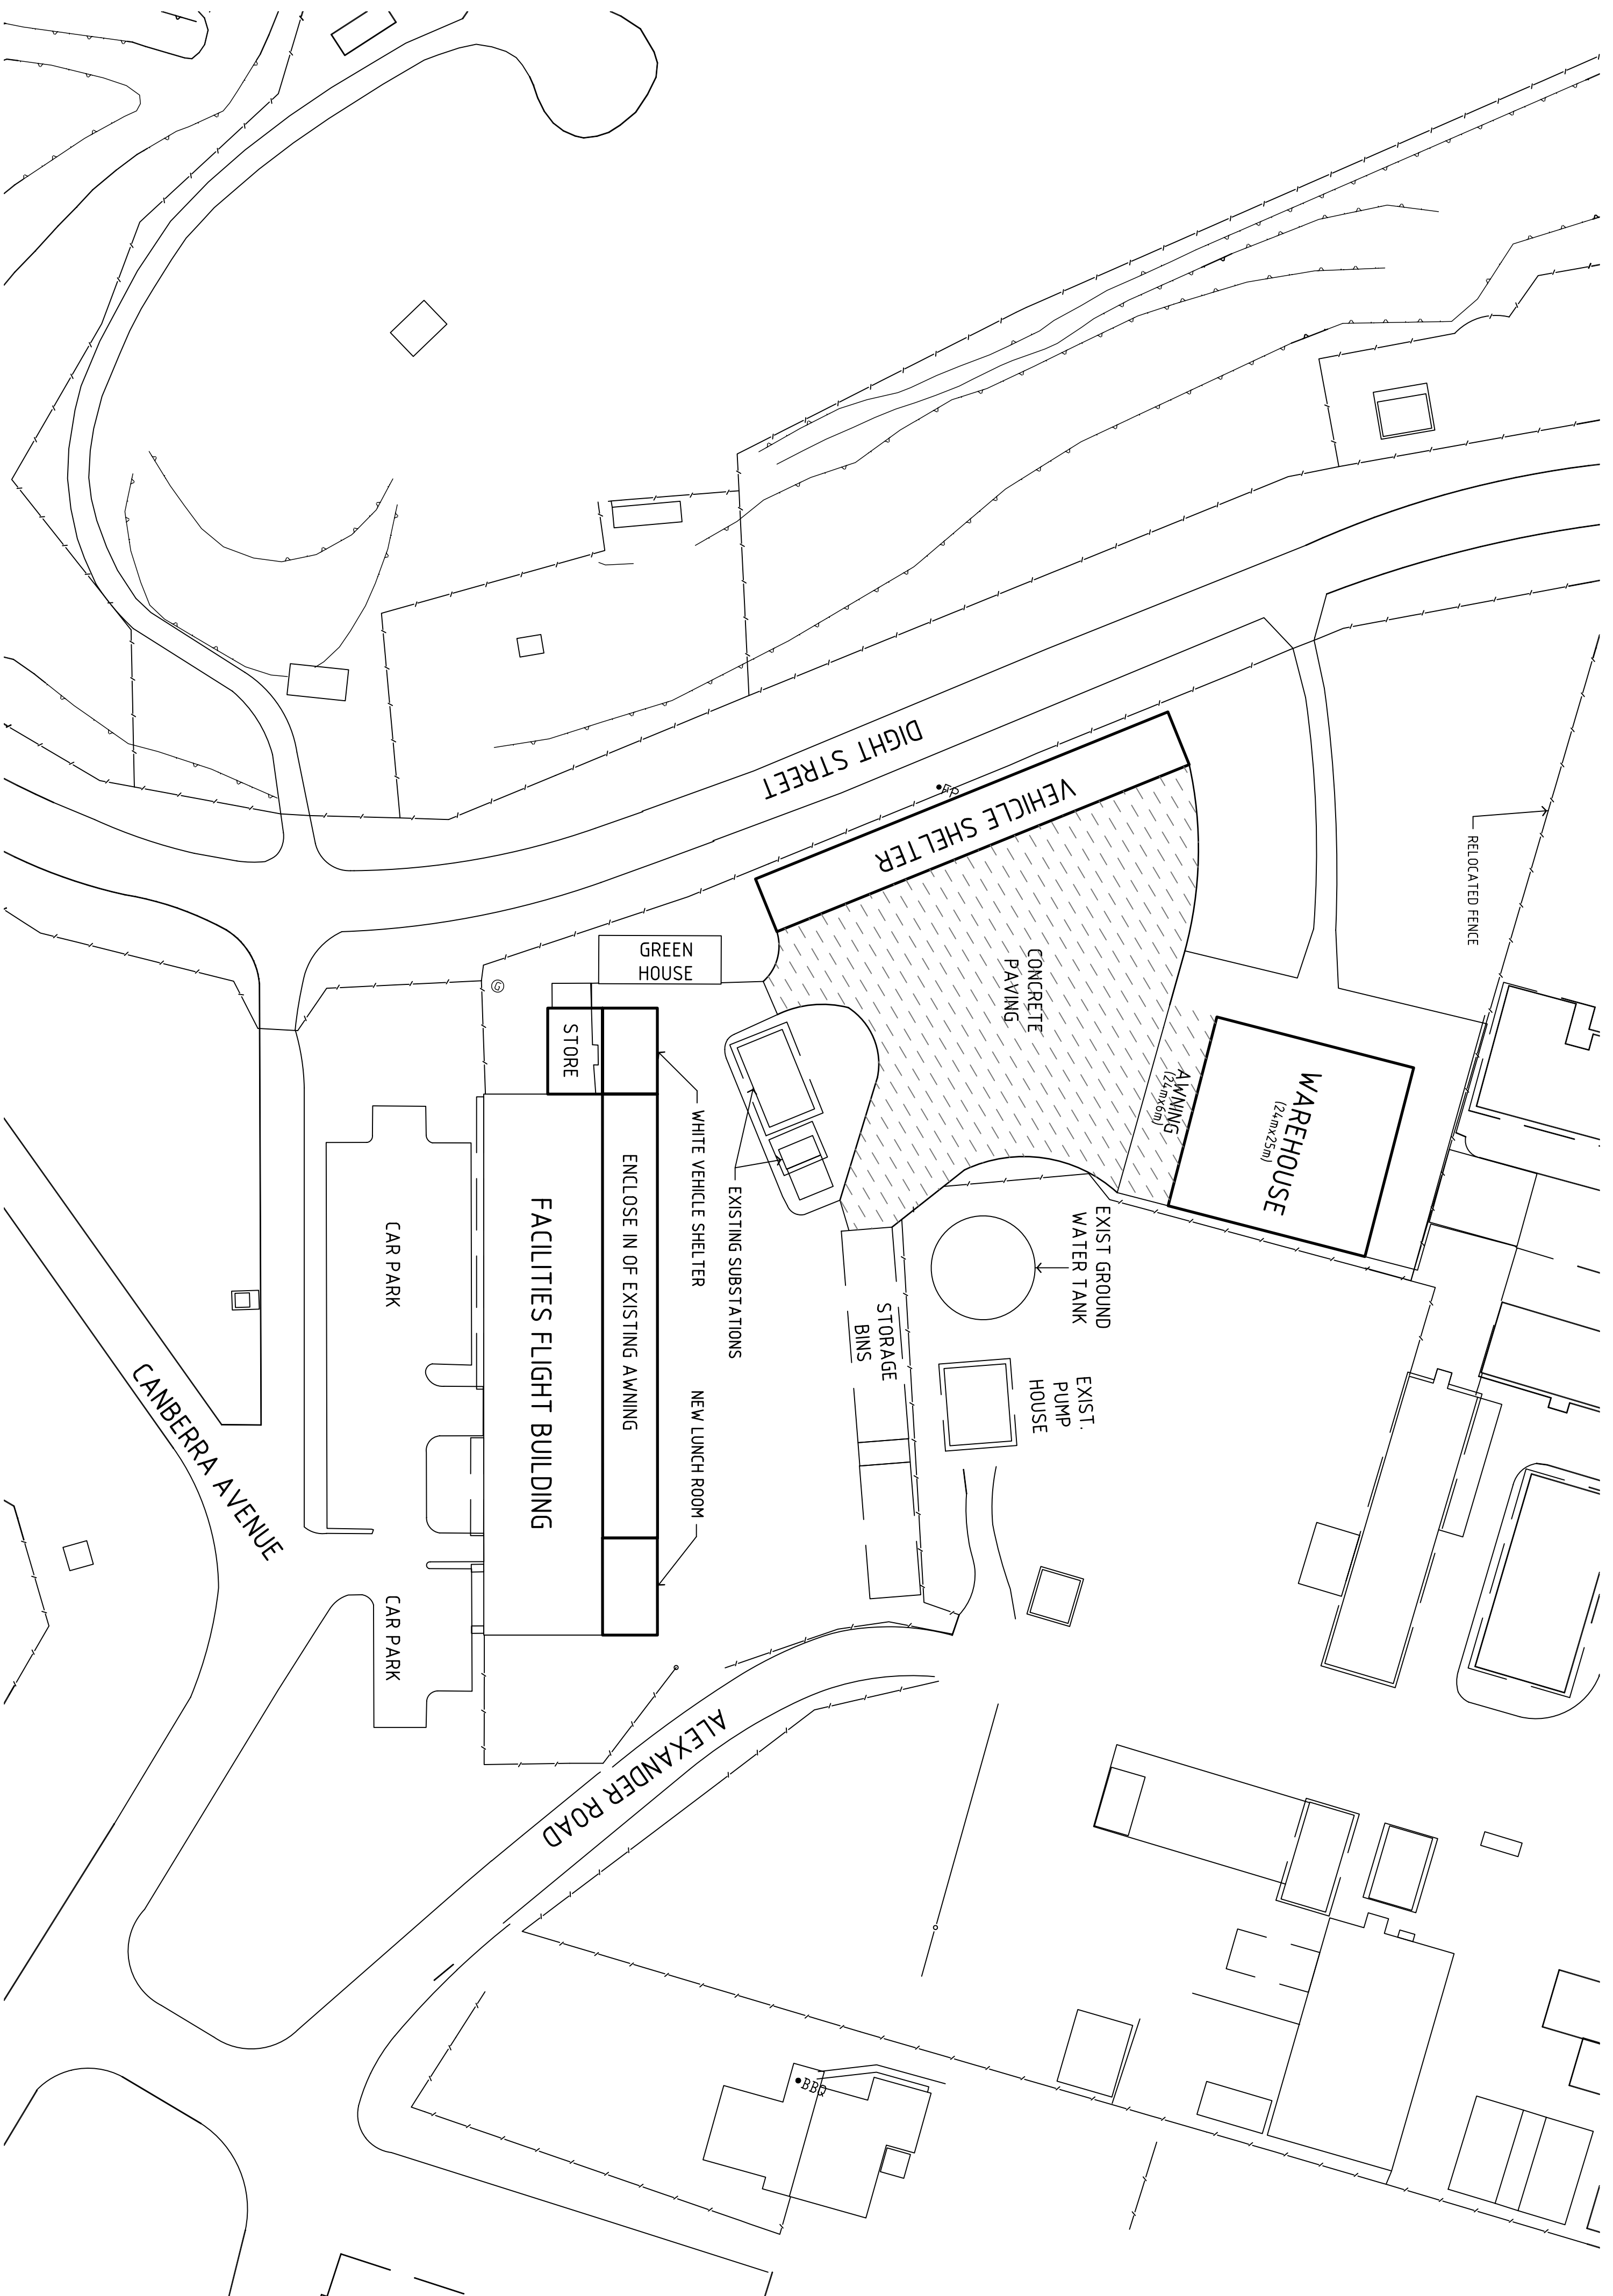 DIGHT STREET
FP
VEHICLE SHELTER
RELOCATED FENCE
GREEN
HOUSE
CONCRETE
PAVING
G
STORE
AWNING
(24mx6m)
WAREHOUSE
(24mx25m)
WHITE VEHICLE SHELTER
EXISTING SUBSTATIONS
ENCLOSE IN OF EXISTING AWNING
FACILITIES FLIGHT BUILDING
CAR PARK
EXIST GROUND
WATER TANK
STORAGE
BINS
EXIST.
PUMP
HOUSE
NEW LUNCH ROOM
CANBERRA AVENUE
CAR PARK
ALEXANDER ROAD
BBQ